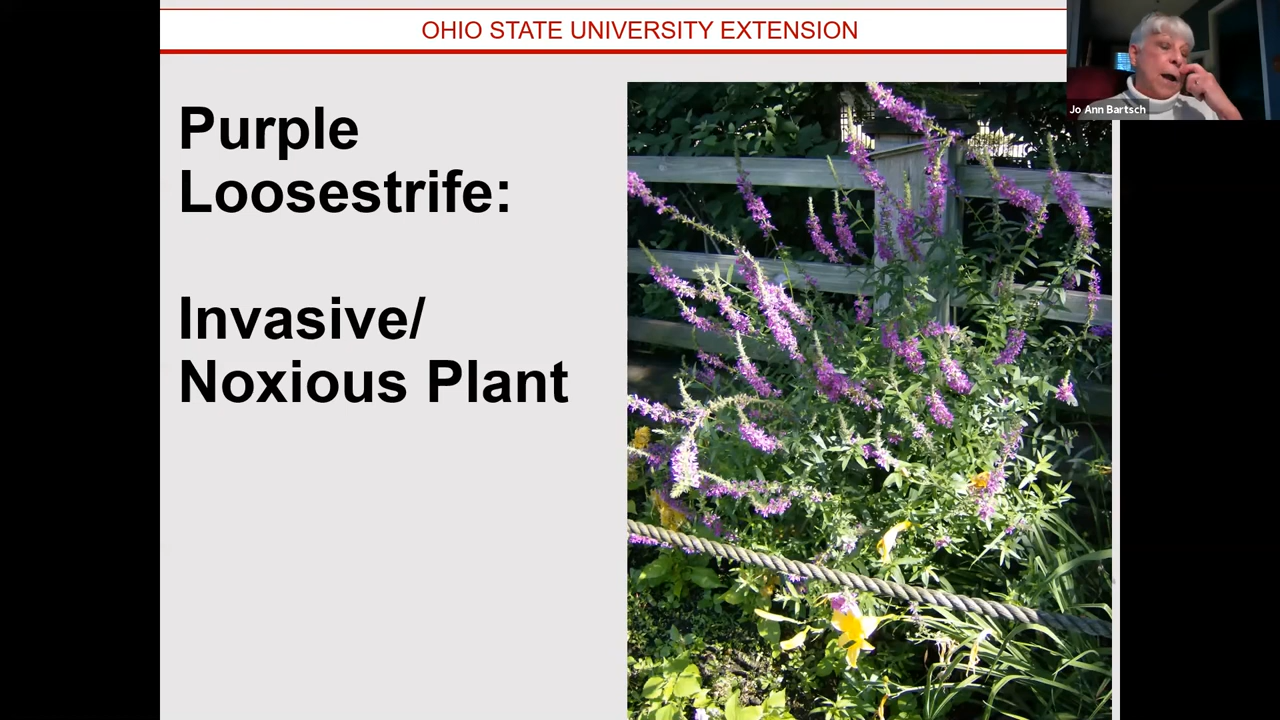 OHIO STATE UNIVERSITY EXTENSION
Jo Ann Bartsch
Purple
Loosestrife:
Invasive/
Noxious Plant